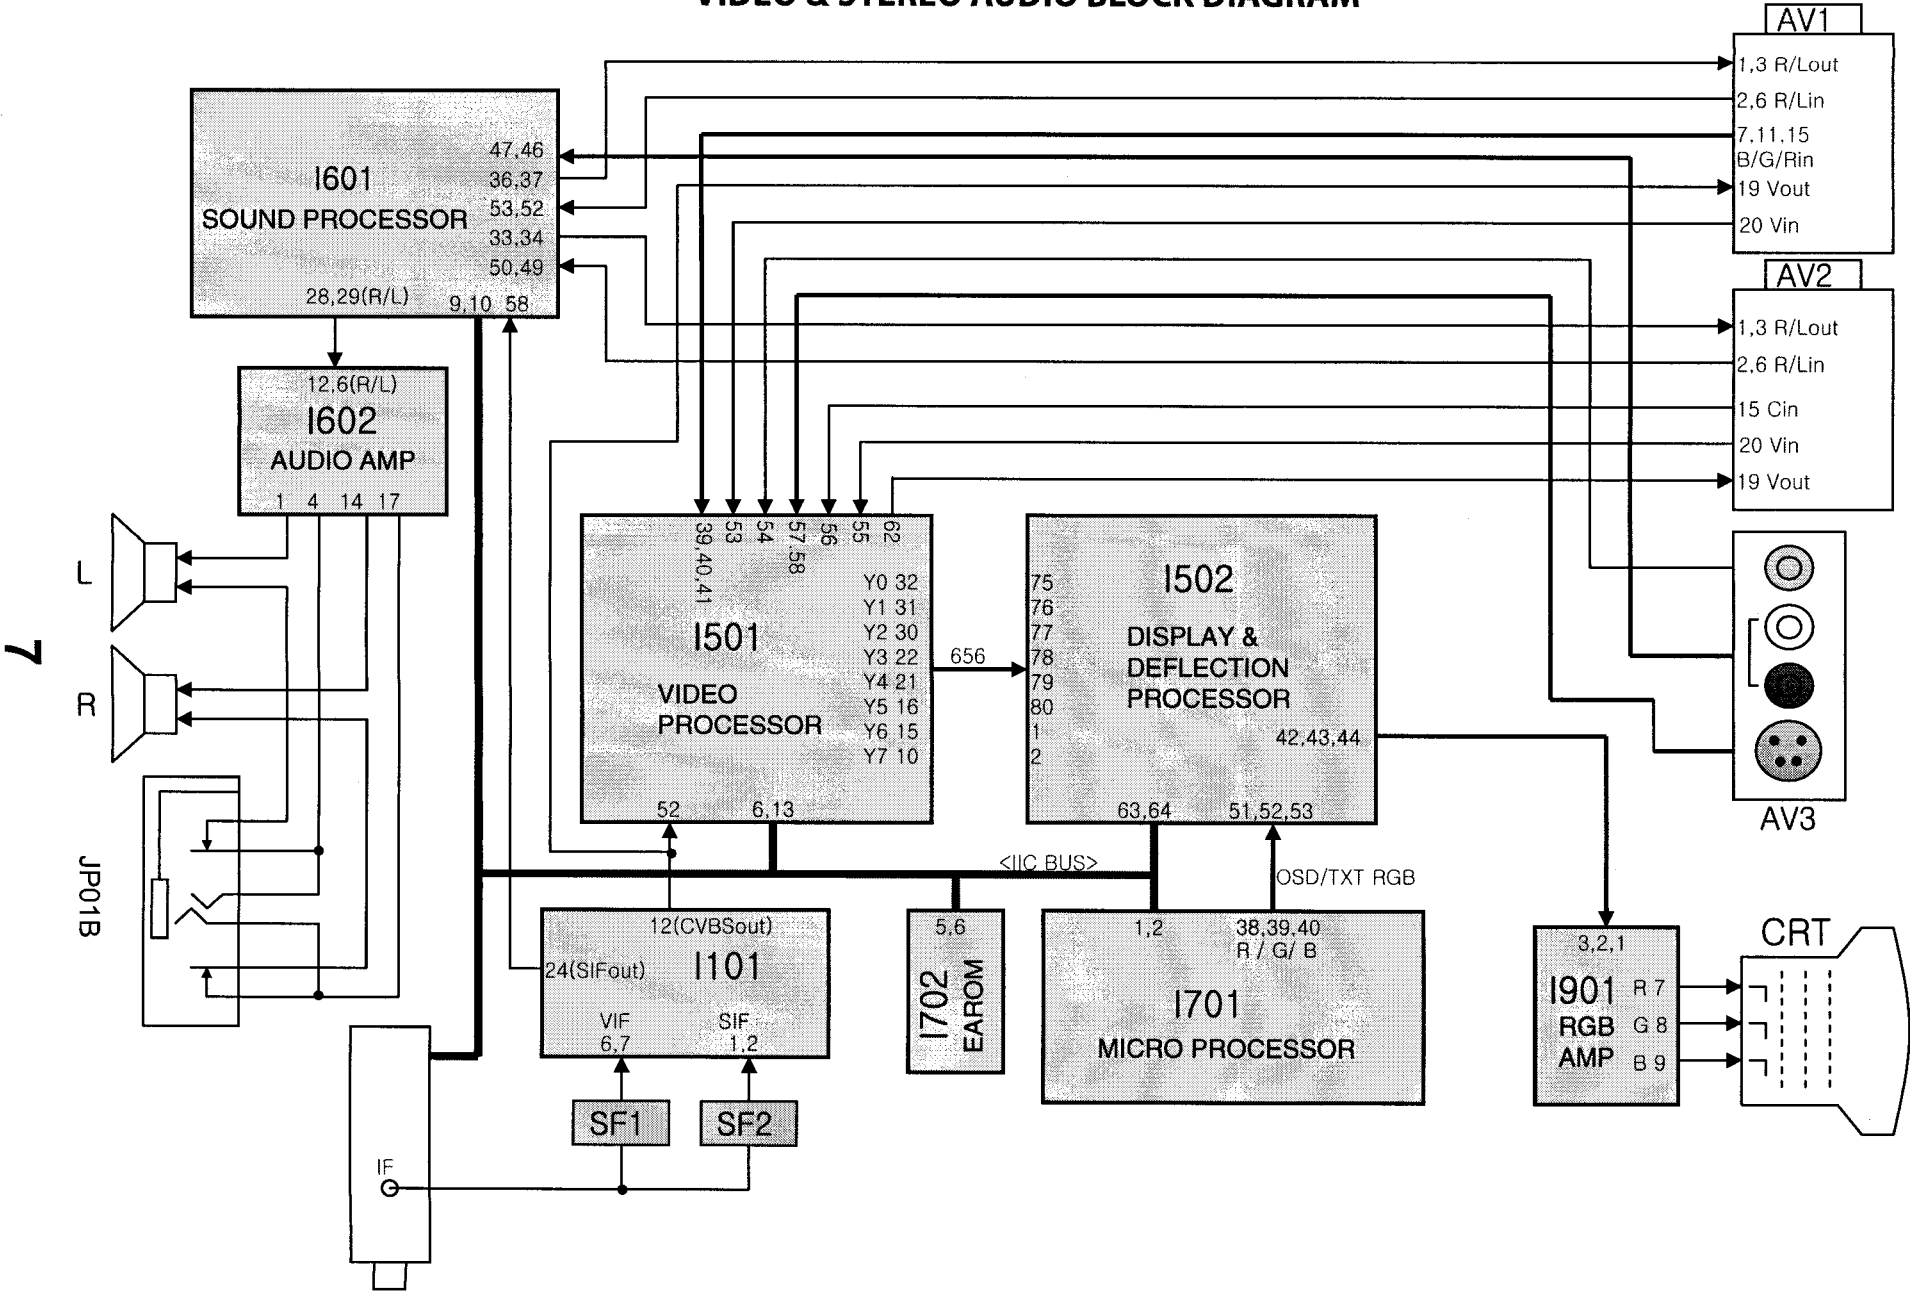 VIDEO & STEREO AUDIO BLOCK DIAGRAM
AV1
1,3 R/Lout
2,6 R/Lin
7,11,15
B/G/Rin
19 Vout
20 Vin
AV2
1,3 R/Lout
2,6 R/Lin
15 Cin
20 Vin
19 Vout
AV3
I601
SOUND PROCESSOR
47,46
36,37
53,52
33,34
50,49
28,29(R/L)
9,10
58
12,6(R/L)
I602
AUDIO AMP
1
4
14
17
L
R
JP01B
7
39,40,41
53
54
57.58
56
55
62
I501
VIDEO
PROCESSOR
Y0 32
Y1 31
Y2 30
Y3 22
Y4 21
Y5 16
Y6 15
Y7 10
52
6,13
656
75
76
77
78
79
80
1
2
I502
DISPLAY &
DEFLECTION
PROCESSOR
42,43,44
63,64
51,52,53
<IIC BUS>
OSD/TXT RGB
12(CVBSout)
24(SIFout)
I101
VIF
6,7
SIF
1,2
SF1
SF2
IF
5,6
I702
EAROM
1,2
38,39,40
R / G/ B
I701
MICRO PROCESSOR
3,2,1
I901
RGB
AMP
R 7
G 8
B 9
CRT